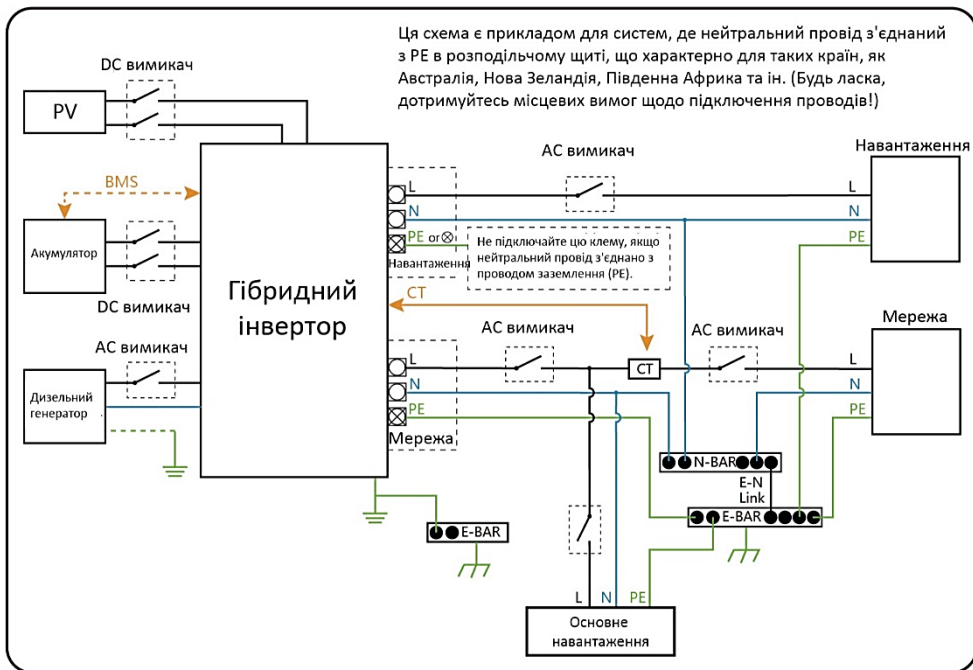 Ця схема є прикладом для систем, де нейтральний провід з'єднаний
з PE в розподільчому щиті, що характерно для таких країн, як
Австралія, Нова Зеландія, Південна Африка та ін. (Будь ласка,
дотримуйтесь місцевих вимог щодо підключення проводів!)
DC вимикач
PV
BMS
Акумулятор
DC вимикач
AC вимикач
Дизельний
генератор
Гібридний
інвертор
L
N
PE or ⊗
Навантаження
AC вимикач
Не підключайте цю клему, якщо
нейтральний провід з'єднано з
проводом заземлення (PE).
Навантаження
L
N
PE
CT
AC вимикач
CT
AC вимикач
Мережа
L
N
PE
L
N
PE
Мережа
N-BAR
E-N
Link
E-BAR
E-BAR
L N PE
Основне
навантаження